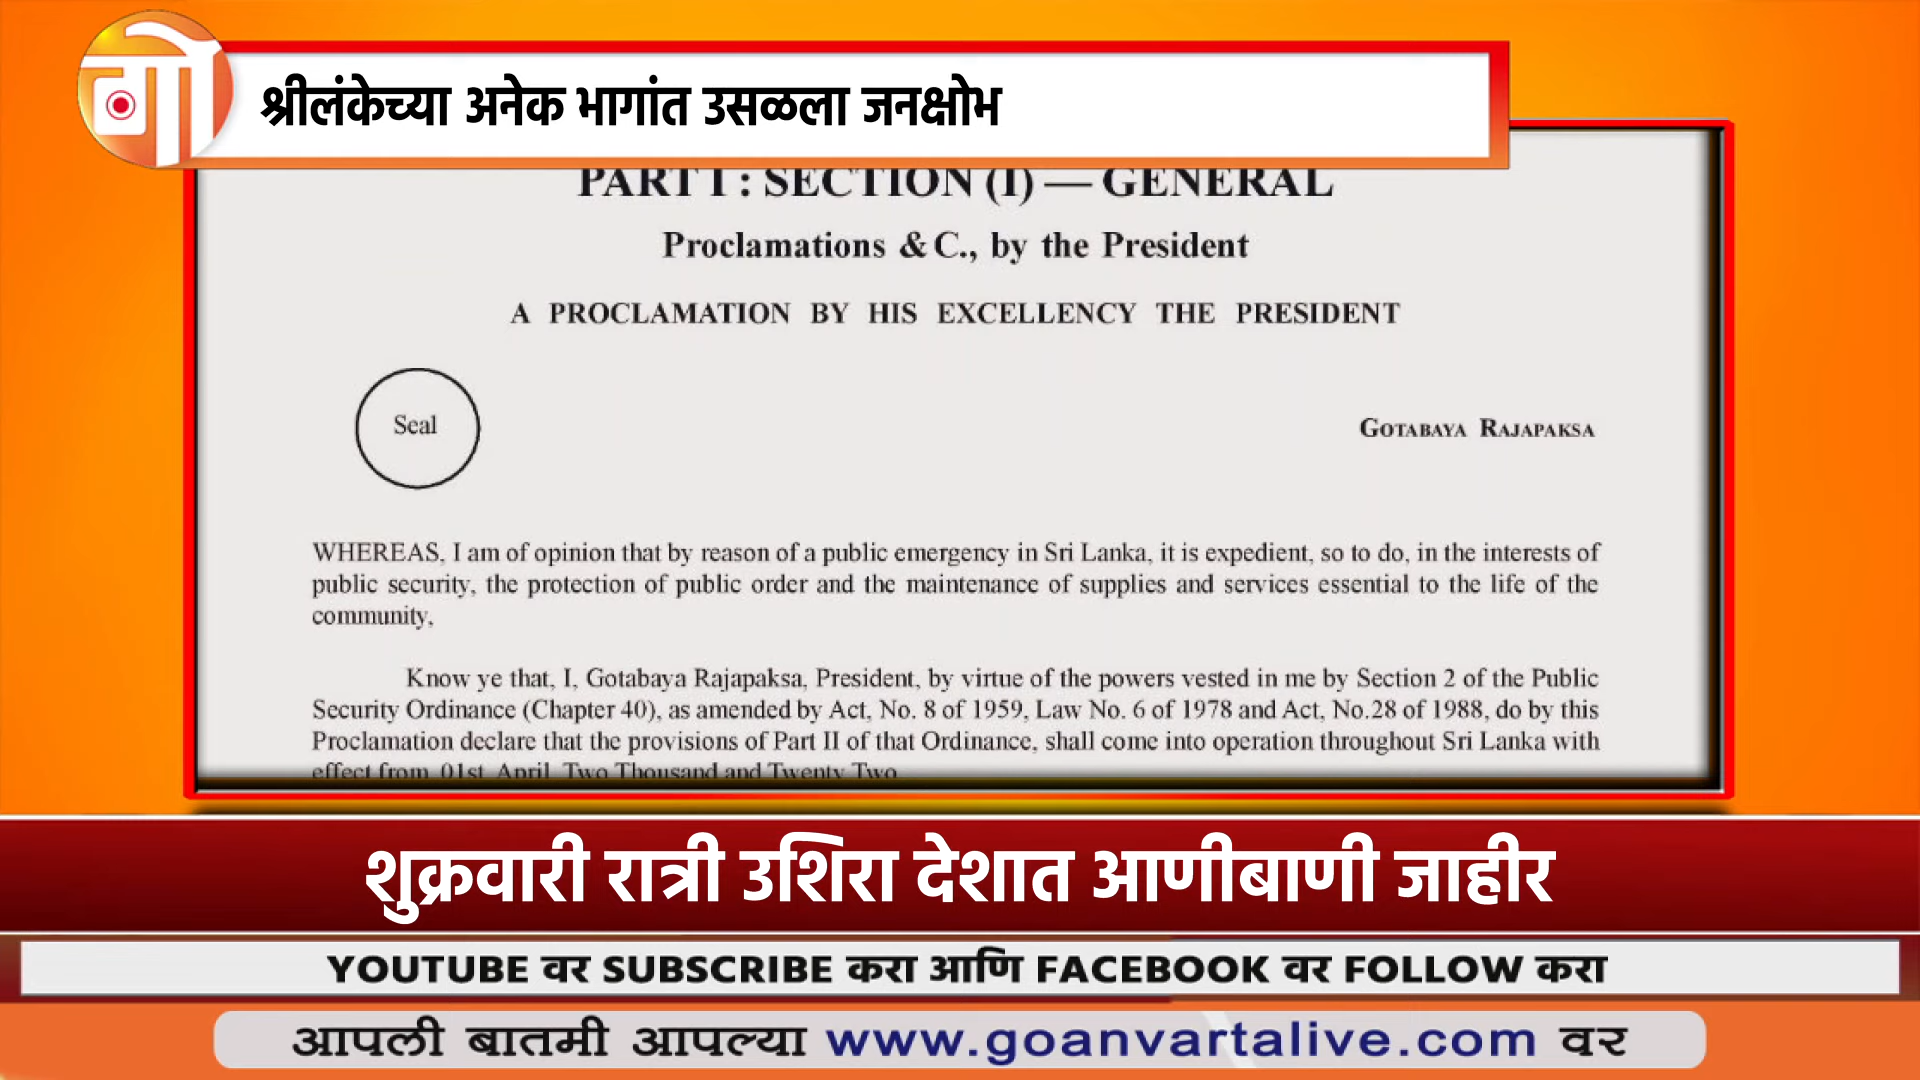 गो
श्रीलंकेच्या अनेक भागांत उसळला जनक्षोभ
PART I : SECTION (I) — GENERAL
Proclamations & C., by the President
A PROCLAMATION BY HIS EXCELLENCY THE PRESIDENT
Seal
GOTABAYA RAJAPAKSA
WHEREAS, I am of opinion that by reason of a public emergency in Sri Lanka, it is expedient, so to do, in the interests of
public security, the protection of public order and the maintenance of supplies and services essential to the life of the
community,
Know ye that, I, Gotabaya Rajapaksa, President, by virtue of the powers vested in me by Section 2 of the Public
Security Ordinance (Chapter 40), as amended by Act, No. 8 of 1959, Law No. 6 of 1978 and Act, No.28 of 1988, do by this
Proclamation declare that the provisions of Part II of that Ordinance, shall come into operation throughout Sri Lanka with
effect from 01st April, Two Thousand and Twenty Two
शुक्रवारी रात्री उशिरा देशात आणीबाणी जाहीर
YOUTUBE वर SUBSCRIBE करा आणि FACEBOOK वर FOLLOW करा
आपली बातमी आपल्या www.goanvartalive.com वर